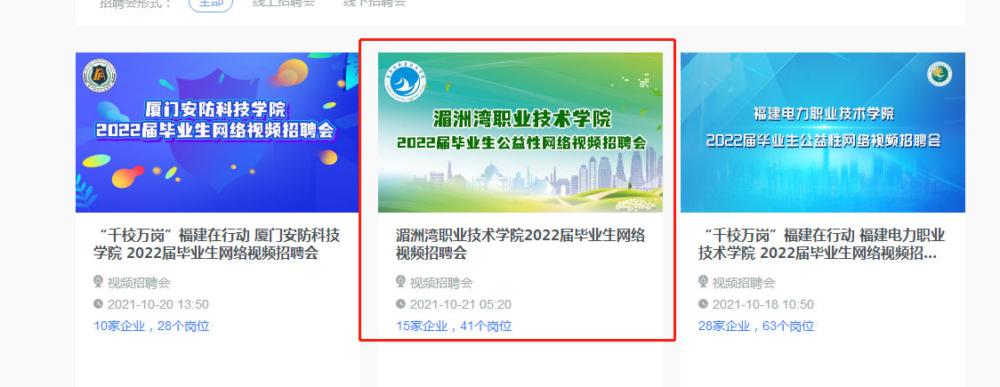 招聘会形式：
全部
线上招聘会
线下招聘会
厦门安防科技学院
2022届毕业生网络视频招聘会
湄洲湾职业技术学院
2022届毕业生公益性网络视频招聘会
福建电力职业技术学院
2022届毕业生公益性网络视频招聘会
“千校万岗”福建在行动 厦门安防科技
学院 2022届毕业生网络视频招聘会
视频招聘会
2021-10-20 13:50
10家企业，28个岗位
湄洲湾职业技术学院2022届毕业生网络
视频招聘会
视频招聘会
2021-10-21 05:20
15家企业，41个岗位
“千校万岗”福建在行动 福建电力职业
技术学院 2022届毕业生网络视频招...
视频招聘会
2021-10-18 10:50
28家企业，63个岗位